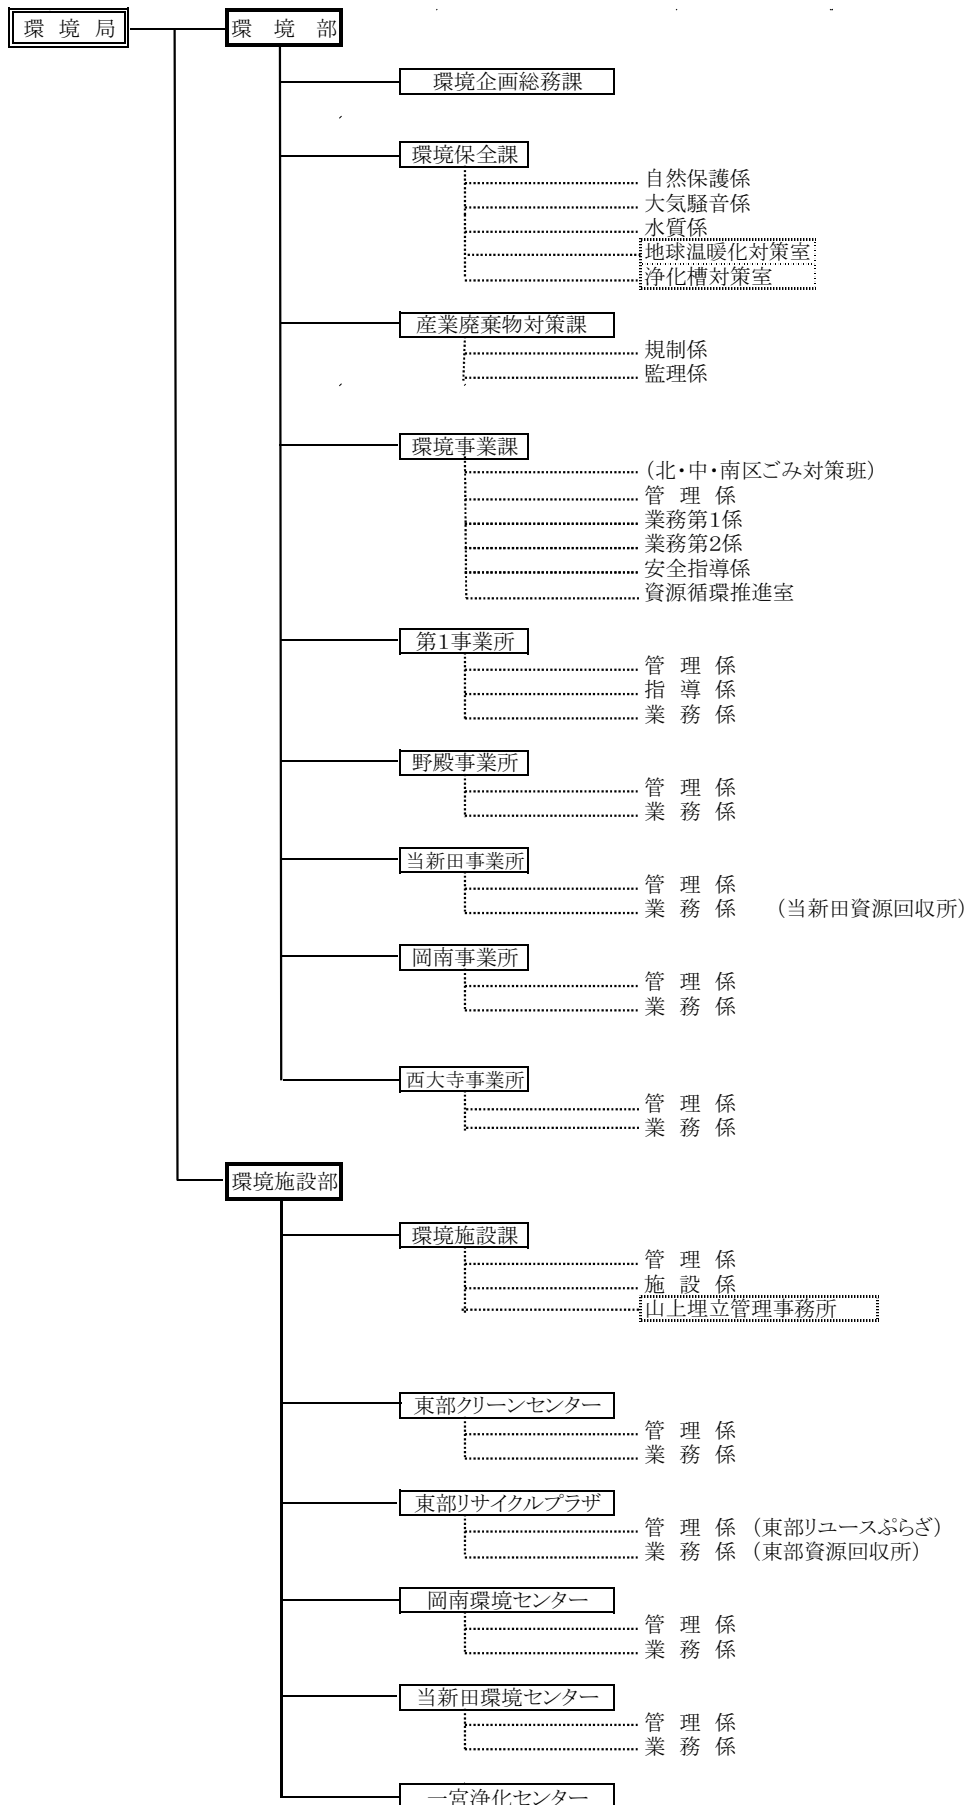 環境局
環境部
環境企画総務課
環境保全課
自然保護係
大気騒音係
水質係
地球温暖化対策室
浄化槽対策室
産業廃棄物対策課
規制係
監理係
環境事業課
(北・中・南区ごみ対策班)
管理係
業務第1係
業務第2係
安全指導係
資源循環推進室
第1事業所
管理係
指導係
業務係
野殿事業所
管理係
業務係
当新田事業所
管理係
業務係 (当新田資源回収所)
岡南事業所
管理係
業務係
西大寺事業所
管理係
業務係
環境施設部
環境施設課
管理係
施設係
山上埋立管理事務所
東部クリーンセンター
管理係
業務係
東部リサイクルプラザ
管理係 (東部リユースぷらざ)
業務係 (東部資源回収所)
岡南環境センター
管理係
業務係
当新田環境センター
管理係
業務係
一宮浄化センター